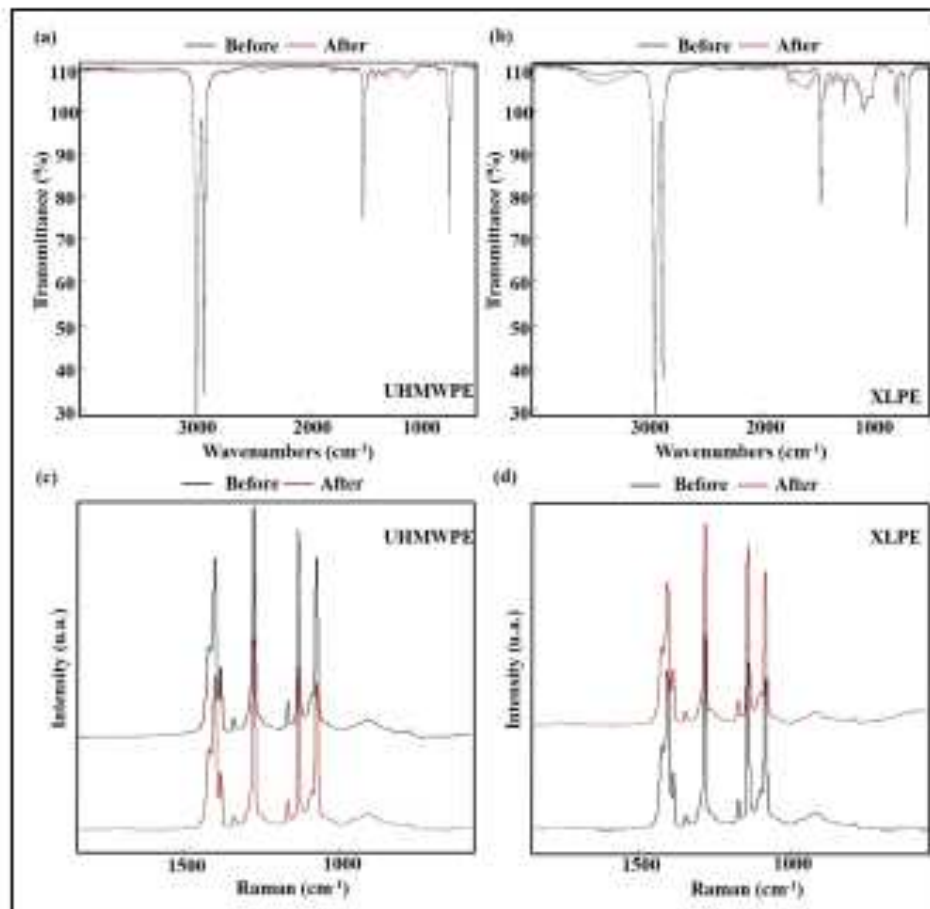 (a)
Before After
110
100
90
80
70
60
50
40
30
Transmittance (%)
UHMWPE
3000 2000 1000
Wavenumbers (cm⁻¹)
(b)
Before After
110
100
90
80
70
60
50
40
30
Transmittance (%)
XLPE
3000 2000 1000
Wavenumbers (cm⁻¹)
(c)
Before After
UHMWPE
Intensity (u.a.)
1500 1000
Raman (cm⁻¹)
(d)
Before After
XLPE
Intensity (u.a.)
1500 1000
Raman (cm⁻¹)